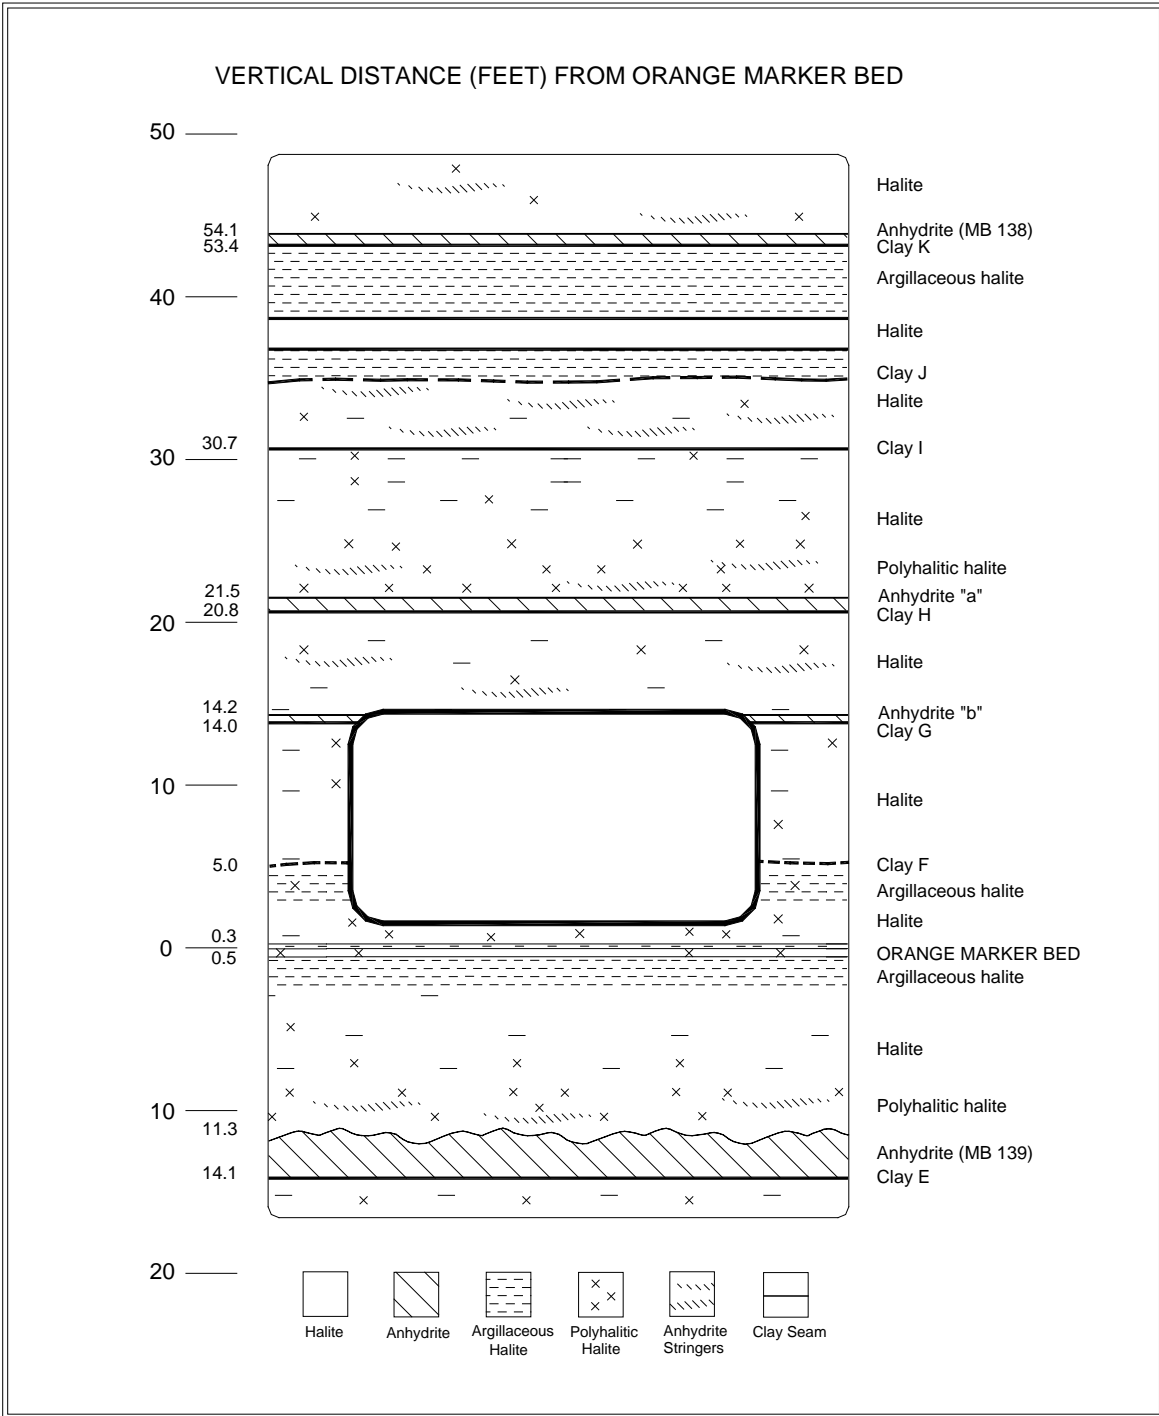 VERTICAL DISTANCE (FEET) FROM ORANGE MARKER BED
50
Halite
54.1
Anhydrite (MB 138)
53.4
Clay K
Argillaceous halite
40
Halite
Clay J
Halite
30.7
Clay I
30
Halite
Polyhalitic halite
21.5
Anhydrite "a"
20.8
Clay H
20
Halite
14.2
Anhydrite "b"
14.0
Clay G
10
Halite
5.0
Clay F
Argillaceous halite
Halite
0.3
0
ORANGE MARKER BED
0.5
Argillaceous halite
Halite
Polyhalitic halite
10
11.3
Anhydrite (MB 139)
14.1
Clay E
20
Halite
Anhydrite
Argillaceous
Halite
Polyhalitic
Halite
Anhydrite
Stringers
Clay Seam